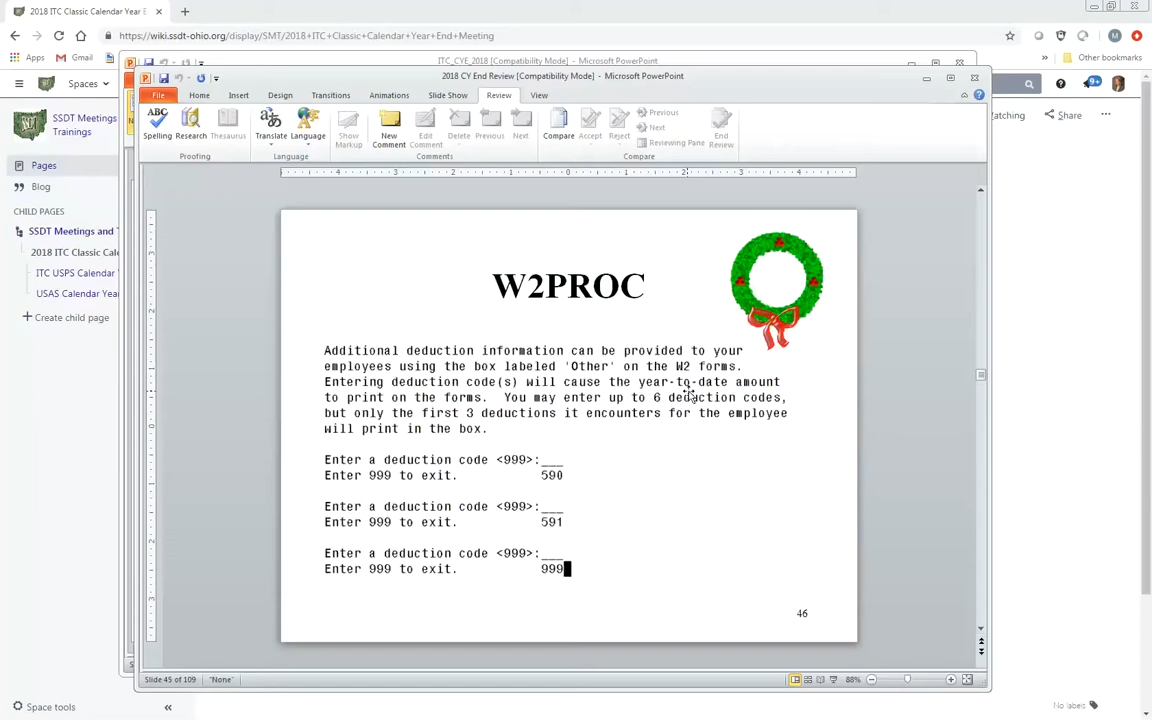 2018 ITC Classic Calendar Year E
https://wiki.ssdt-ohio.org/display/SMT/2018+ITC+Classic+Calendar+Year+End+Meeting
Apps
Gmail
Other bookmarks
Spaces
9+
SSDT Meetings
Trainings
Pages
Blog
CHILD PAGES
SSDT Meetings and T
2018 ITC Classic Cale
ITC USPS Calendar Y
USAS Calendar Year
Create child page
Space tools
atching
Share
No labels
ITC_CYE_2018 [Compatibility Mode] - Microsoft PowerPoint
2018 CY End Review [Compatibility Mode] - Microsoft PowerPoint
File Home Insert Design Transitions Animations Slide Show Review View
Spelling Research Thesaurus
Proofing
Translate Language
Language
Show Markup
New Comment
Edit Comment
Delete Previous Next
Comments
Compare Accept Reject
Previous
Next
Reviewing Pane
Compare
End Review
W2PROC
Additional deduction information can be provided to your
employees using the box labeled 'Other' on the W2 forms.
Entering deduction code(s) will cause the year-to-date amount
to print on the forms. You may enter up to 6 deduction codes,
but only the first 3 deductions it encounters for the employee
will print in the box.
Enter a deduction code <999>:___
Enter 999 to exit. 590
Enter a deduction code <999>:___
Enter 999 to exit. 591
Enter a deduction code <999>:___
Enter 999 to exit. 999
46
Slide 45 of 109
"None"
88%